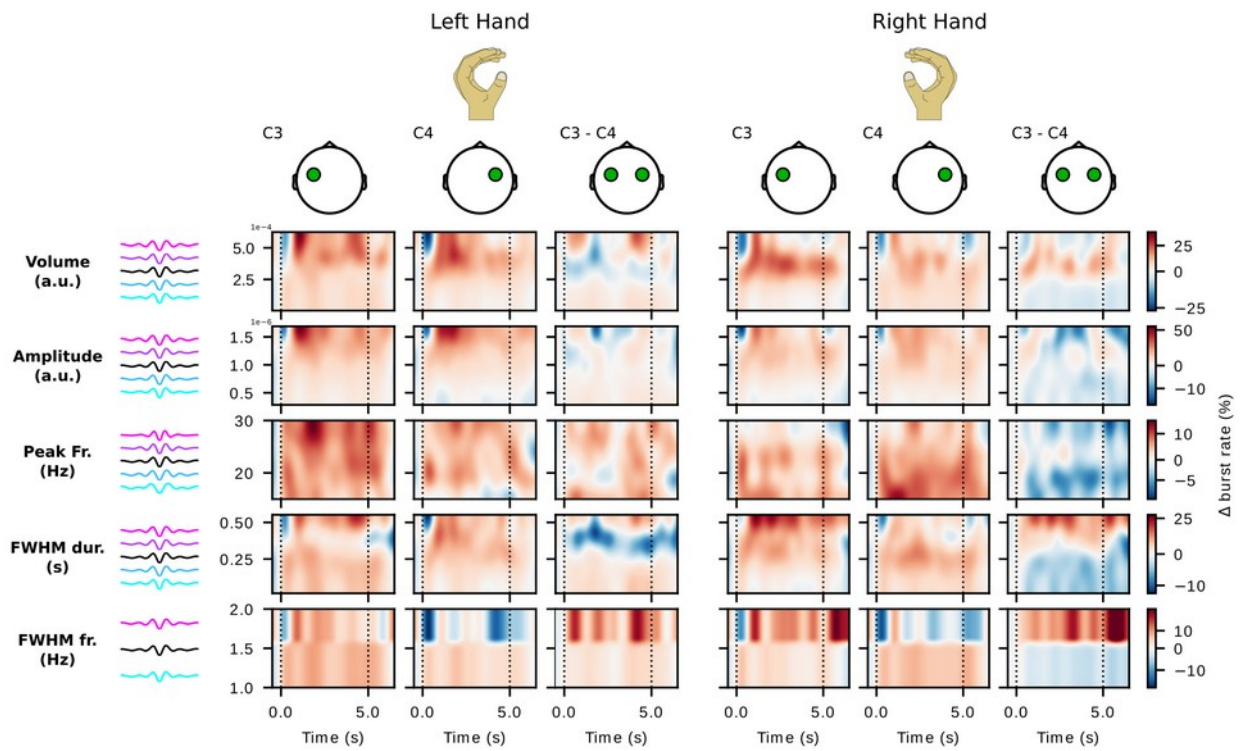 Left Hand
Right Hand
C3
C4
C3 - C4
C3
C4
C3 - C4
Volume
(a.u.)
1e-4
5.0
2.5
25
0
−25
Amplitude
(a.u.)
1e-6
1.5
1.0
0.5
50
0
−10
Peak Fr.
(Hz)
30
20
10
0
−5
FWHM dur.
(s)
0.50
0.25
25
0
−10
FWHM fr.
(Hz)
2.0
1.5
1.0
10
0
−10
Δ burst rate (%)
0.0 5.0
0.0 5.0
0.0 5.0
0.0 5.0
0.0 5.0
0.0 5.0
Time (s)
Time (s)
Time (s)
Time (s)
Time (s)
Time (s)